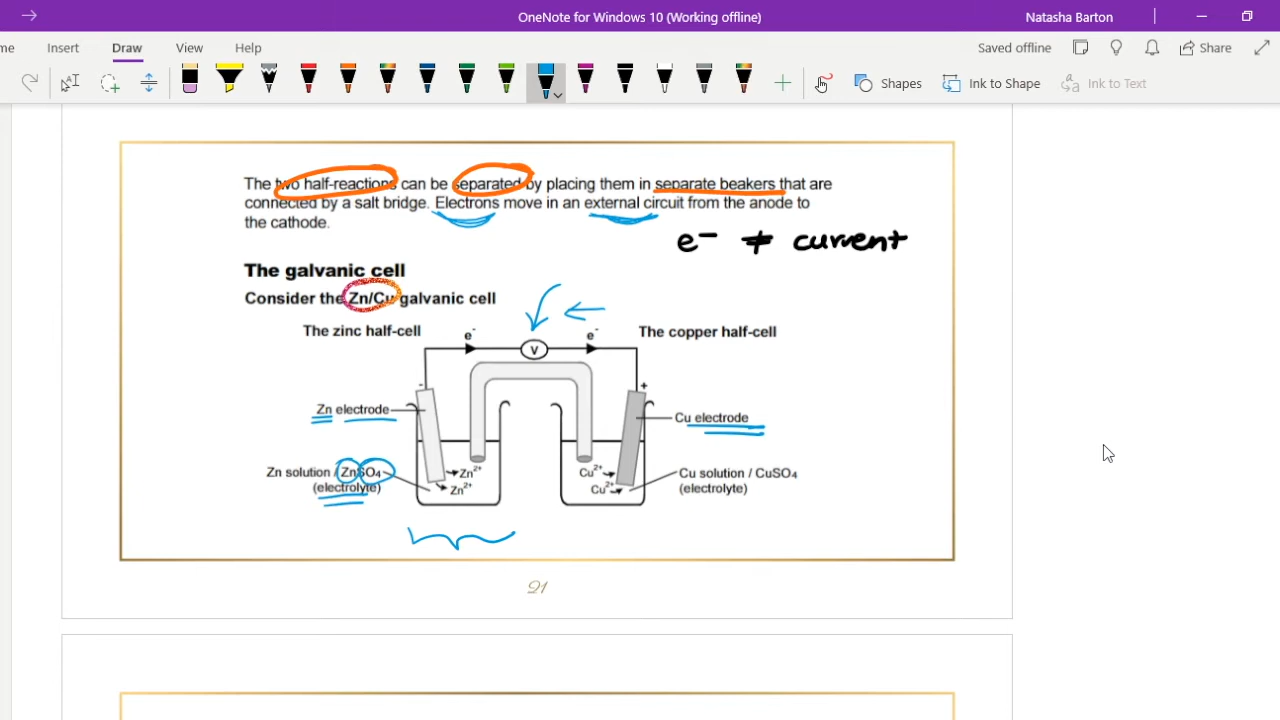 OneNote for Windows 10 (Working offline)
Natasha Barton
me Insert Draw View Help
Saved offline
Share
Shapes
Ink to Shape
Ink to Text
The two half-reactions can be separated by placing them in separate beakers that are
connected by a salt bridge. Electrons move in an external circuit from the anode to
the cathode.
e⁻ ≠ current
The galvanic cell
Consider the Zn/Cu galvanic cell
The zinc half-cell
e⁻
e⁻
The copper half-cell
V
-
+
Zn electrode
Cu electrode
Zn solution / ZnSO₄
(electrolyte)
Zn²⁺
Zn²⁺
Cu²⁺
Cu²⁺
Cu solution / CuSO₄
(electrolyte)
21